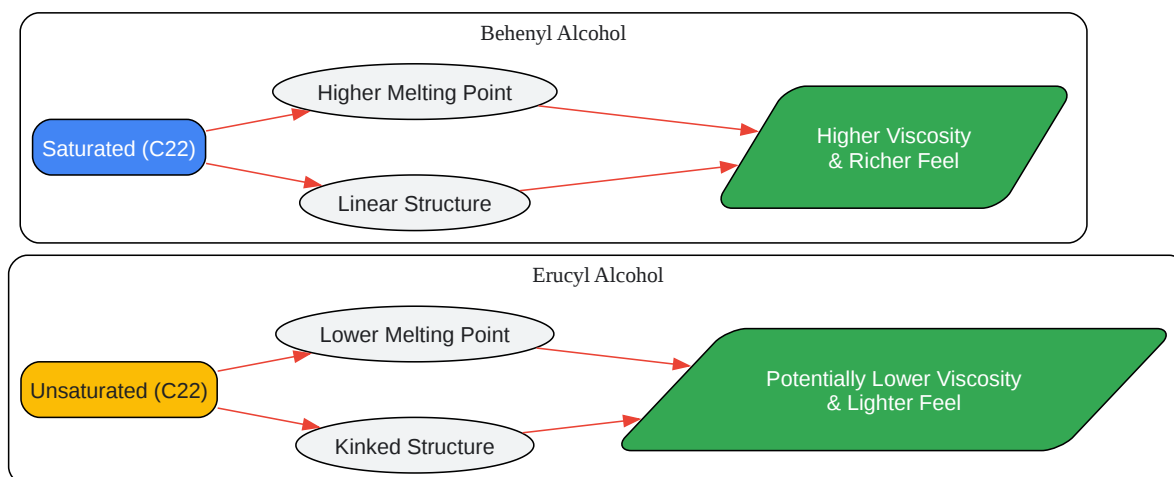 Behenyl Alcohol
Higher Melting Point
Saturated (C22)
Linear Structure
Higher Viscosity
& Richer Feel
Erucyl Alcohol
Lower Melting Point
Unsaturated (C22)
Kinked Structure
Potentially Lower Viscosity
& Lighter Feel